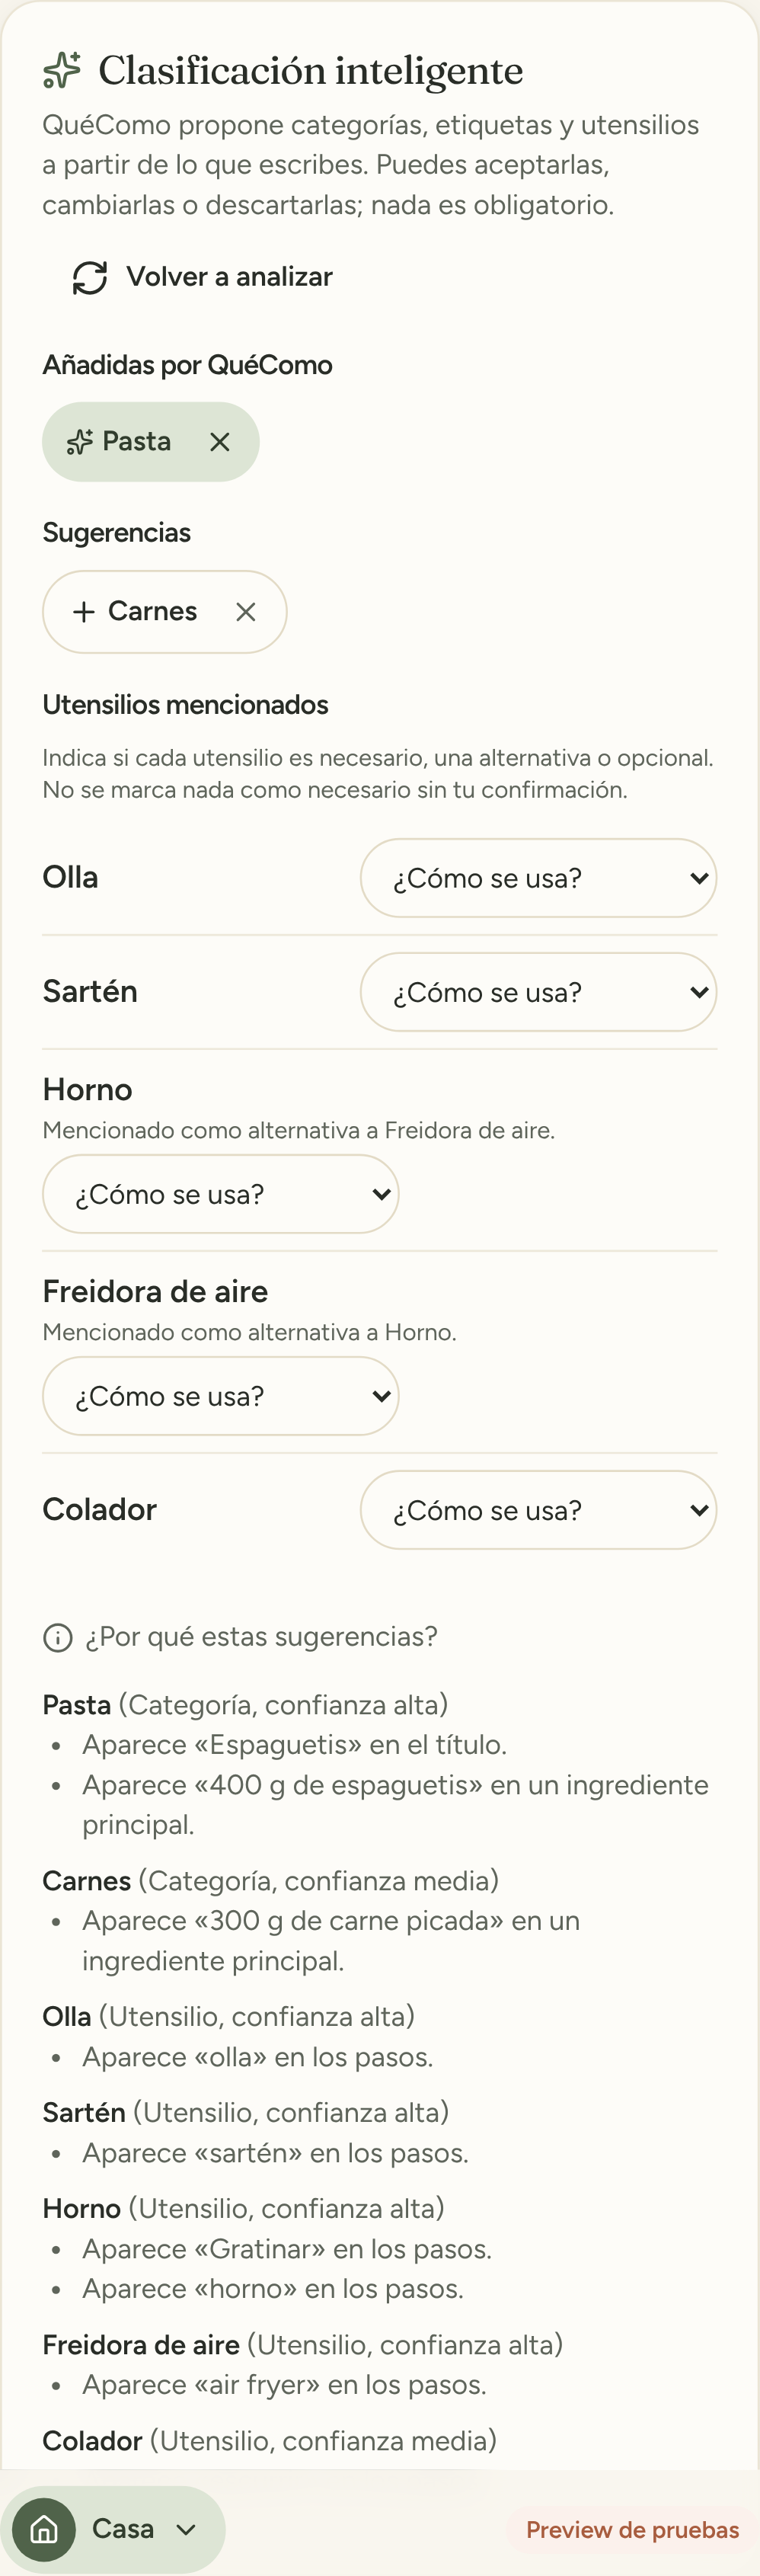 Clasificación inteligente
QuéComo propone categorías, etiquetas y utensilios
a partir de lo que escribes. Puedes aceptarlas,
cambiarlas o descartarlas; nada es obligatorio.
Volver a analizar
Añadidas por QuéComo
Pasta
Sugerencias
Carnes
Utensilios mencionados
Indica si cada utensilio es necesario, una alternativa o opcional.
No se marca nada como necesario sin tu confirmación.
Olla ¿Cómo se usa?
Sartén ¿Cómo se usa?
Horno
Mencionado como alternativa a Freidora de aire.
¿Cómo se usa?
Freidora de aire
Mencionado como alternativa a Horno.
¿Cómo se usa?
Colador ¿Cómo se usa?
¿Por qué estas sugerencias?
Pasta (Categoría, confianza alta)
• Aparece «Espaguetis» en el título.
• Aparece «400 g de espaguetis» en un ingrediente
principal.
Carnes (Categoría, confianza media)
• Aparece «300 g de carne picada» en un
ingrediente principal.
Olla (Utensilio, confianza alta)
• Aparece «olla» en los pasos.
Sartén (Utensilio, confianza alta)
• Aparece «sartén» en los pasos.
Horno (Utensilio, confianza alta)
• Aparece «Gratinar» en los pasos.
• Aparece «horno» en los pasos.
Freidora de aire (Utensilio, confianza alta)
• Aparece «air fryer» en los pasos.
Colador (Utensilio, confianza media)
Casa
Preview de pruebas